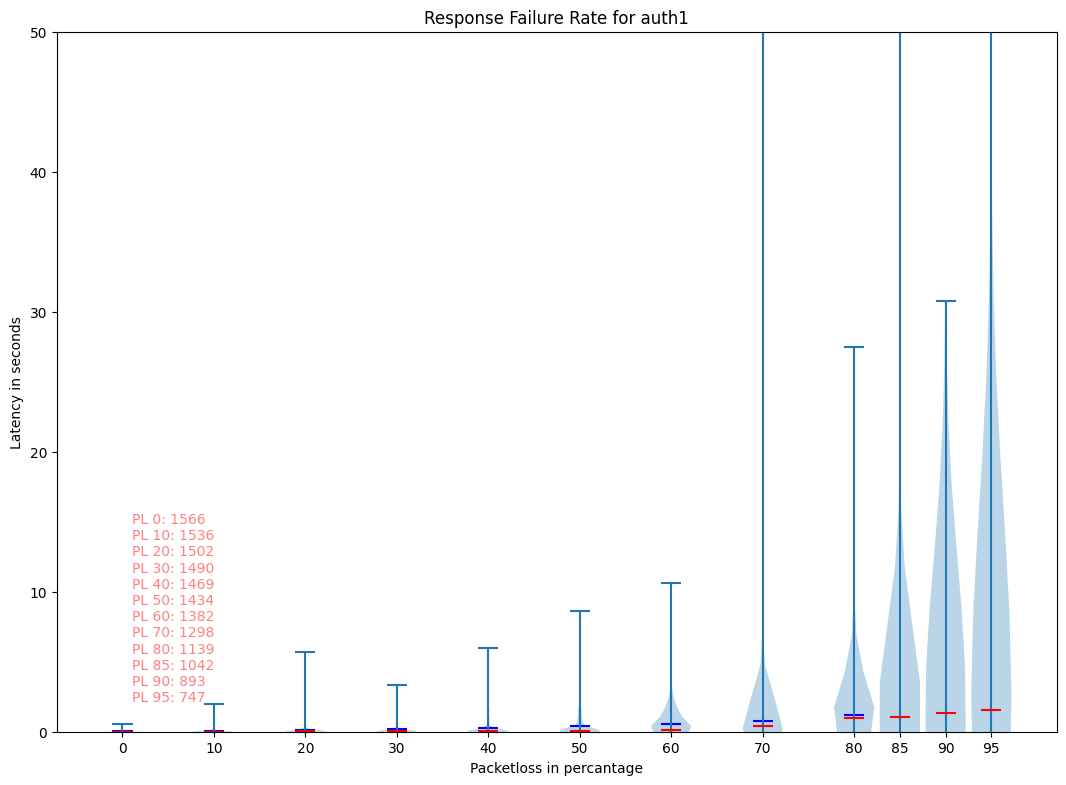 Response Failure Rate for auth1
50
40
30
20
10
0
Latency in seconds
PL 0: 1566
PL 10: 1536
PL 20: 1502
PL 30: 1490
PL 40: 1469
PL 50: 1434
PL 60: 1382
PL 70: 1298
PL 80: 1139
PL 85: 1042
PL 90: 893
PL 95: 747
0 10 20 30 40 50 60 70 80 85 90 95
Packetloss in percantage